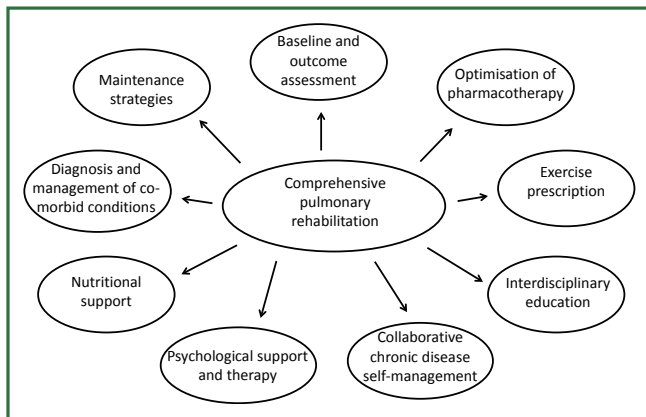 Baseline and
outcome
assessment
Optimisation of
pharmacotherapy
Exercise
prescription
Interdisciplinary
education
Collaborative
chronic disease
self-management
Psychological support
and therapy
Nutritional
support
Diagnosis and
management of co-
morbid conditions
Maintenance
strategies
Comprehensive
pulmonary
rehabilitation